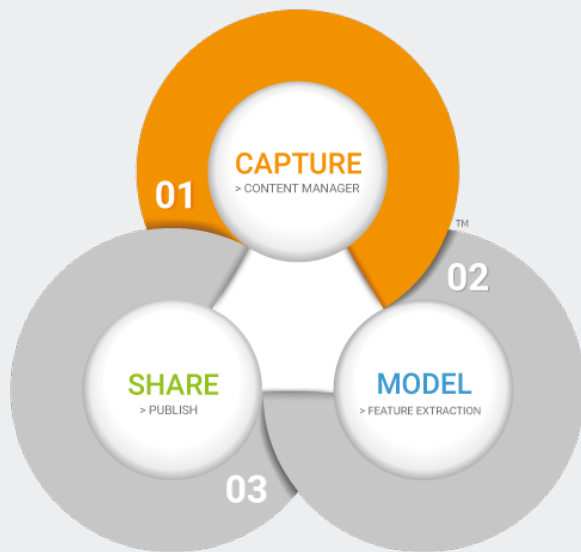 CAPTURE
> CONTENT MANAGER
01
TM
02
SHARE
> PUBLISH
MODEL
> FEATURE EXTRACTION
03